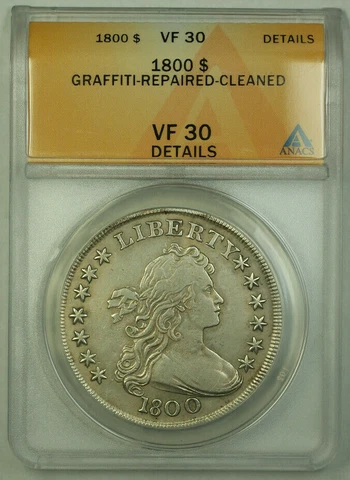 1800 $ VF 30 DETAILS
1800 $
GRAFFITI-REPAIRED-CLEANED
VF 30
DETAILS
ANACS
LIBERTY
1800